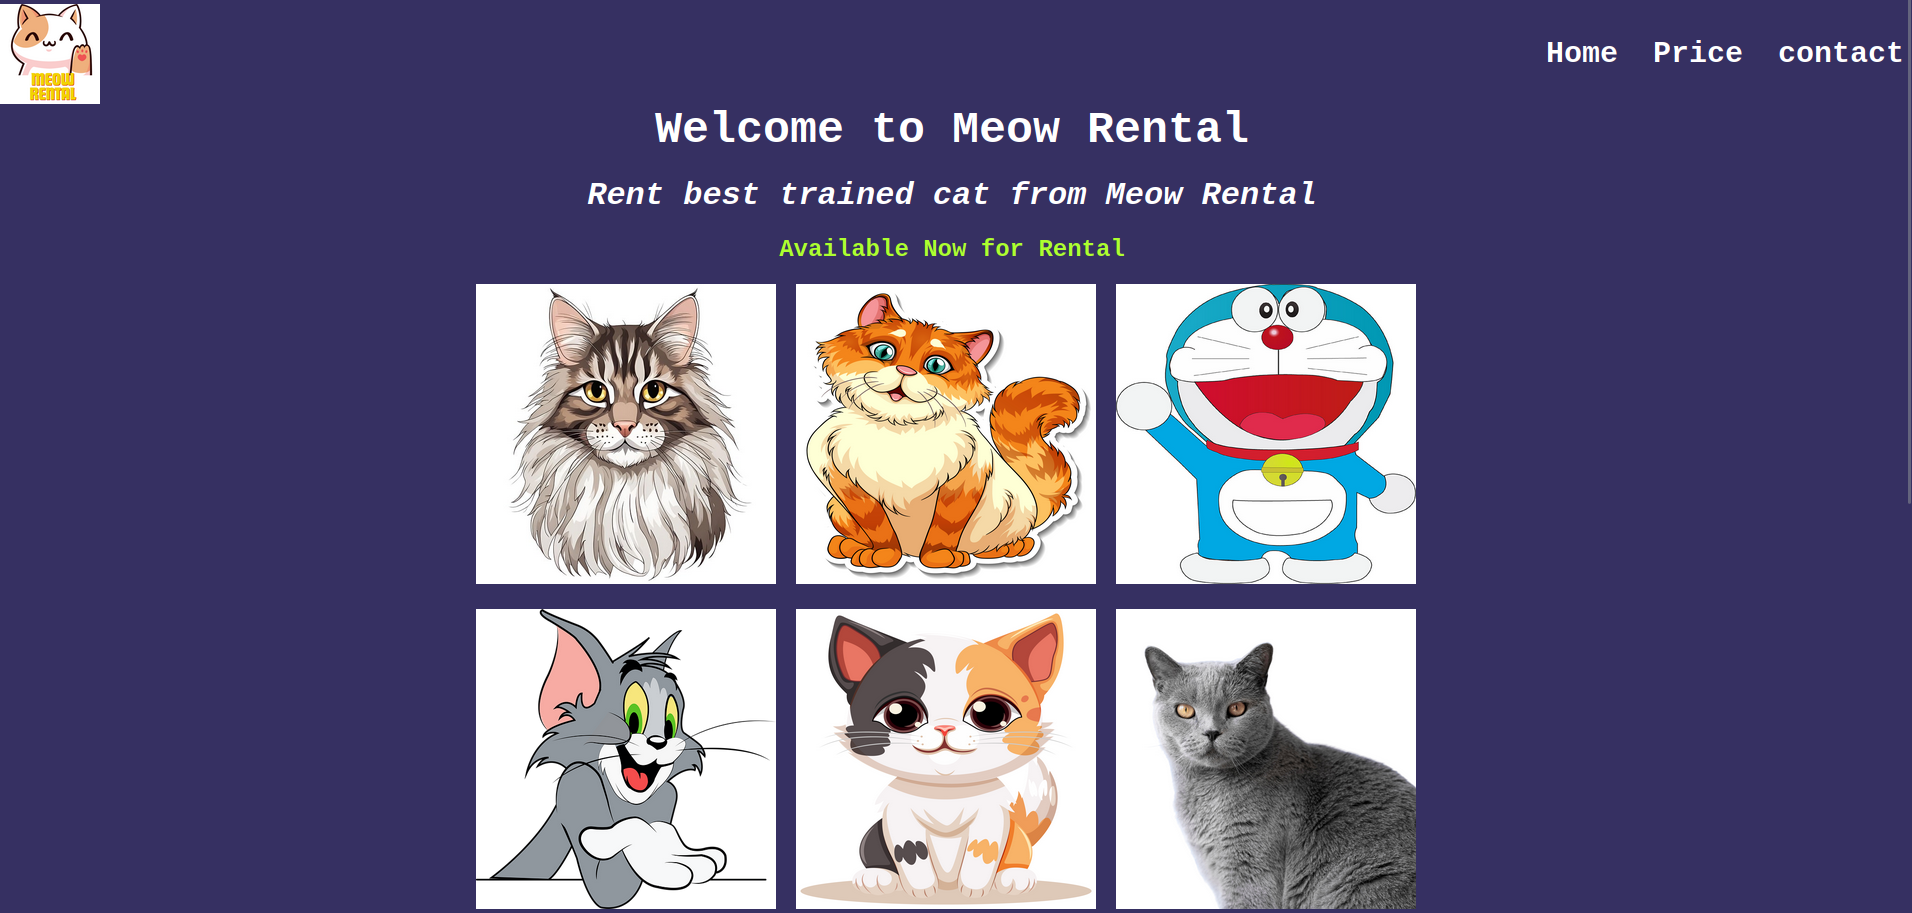 MEOW
RENTAL
Home Price contact
Welcome to Meow Rental
Rent best trained cat from Meow Rental
Available Now for Rental